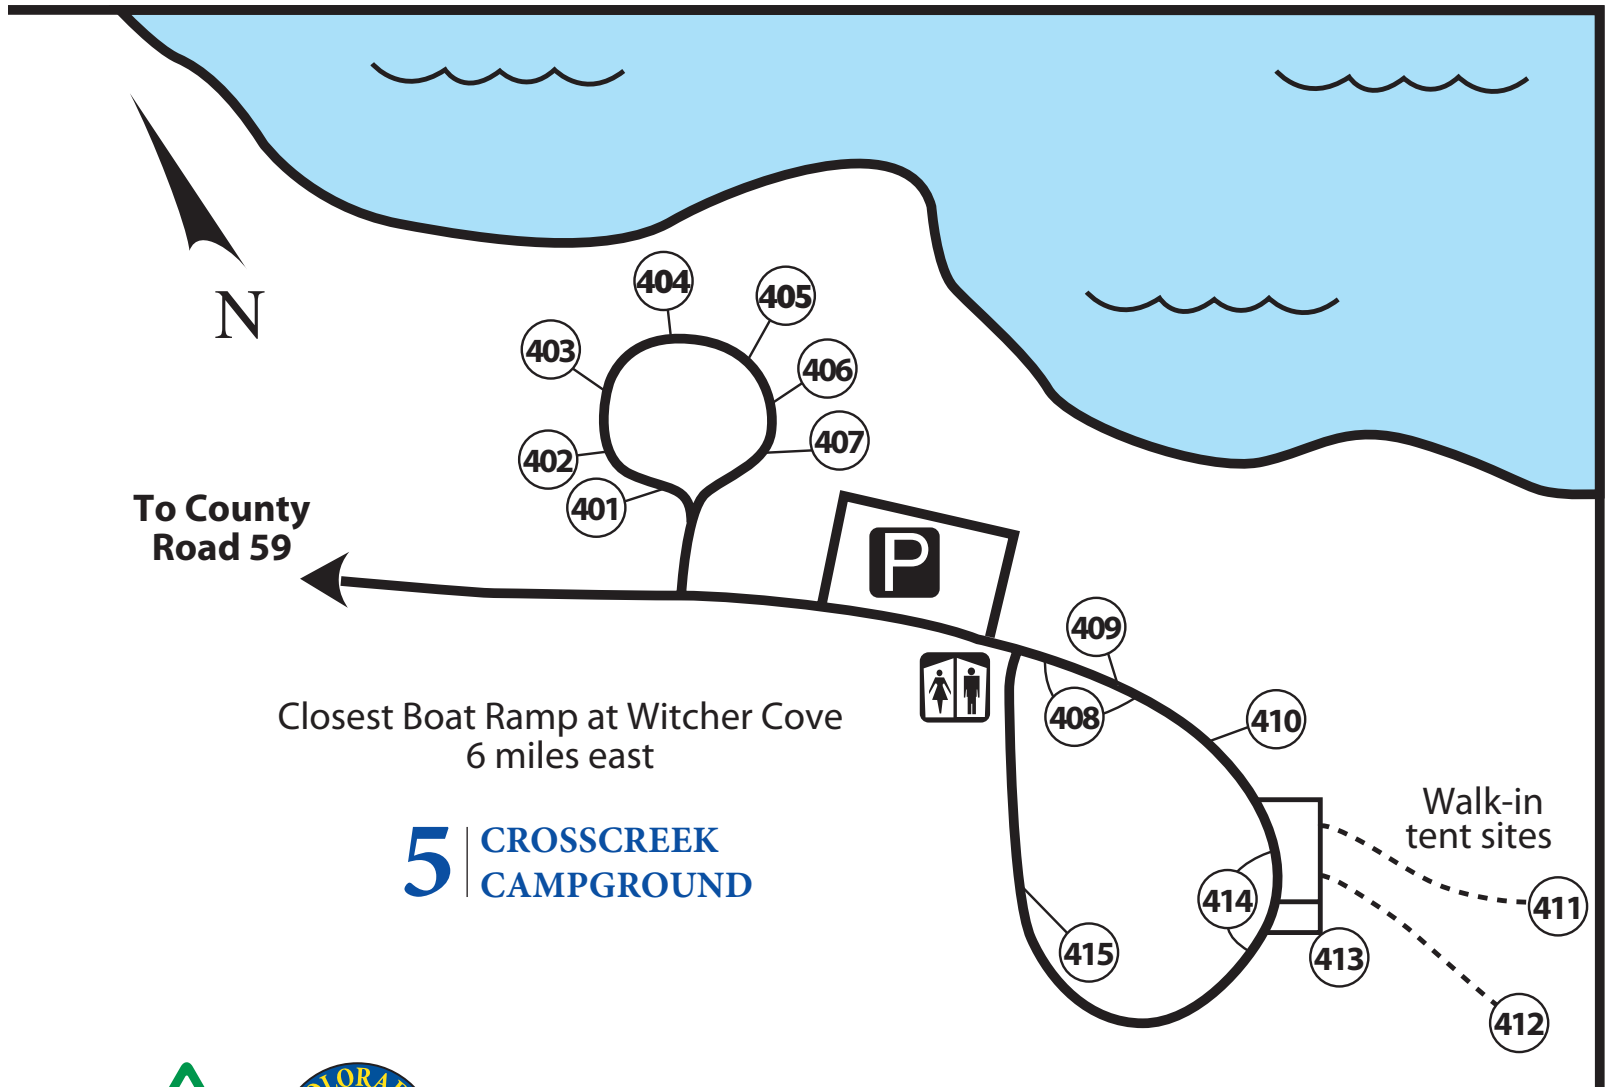 N
404
405
403
406
407
402
401
To County
Road 59
P
409
408
410
Closest Boat Ramp at Witcher Cove
6 miles east
5
CROSSCREEK
CAMPGROUND
Walk-in
tent sites
414
411
415
413
412